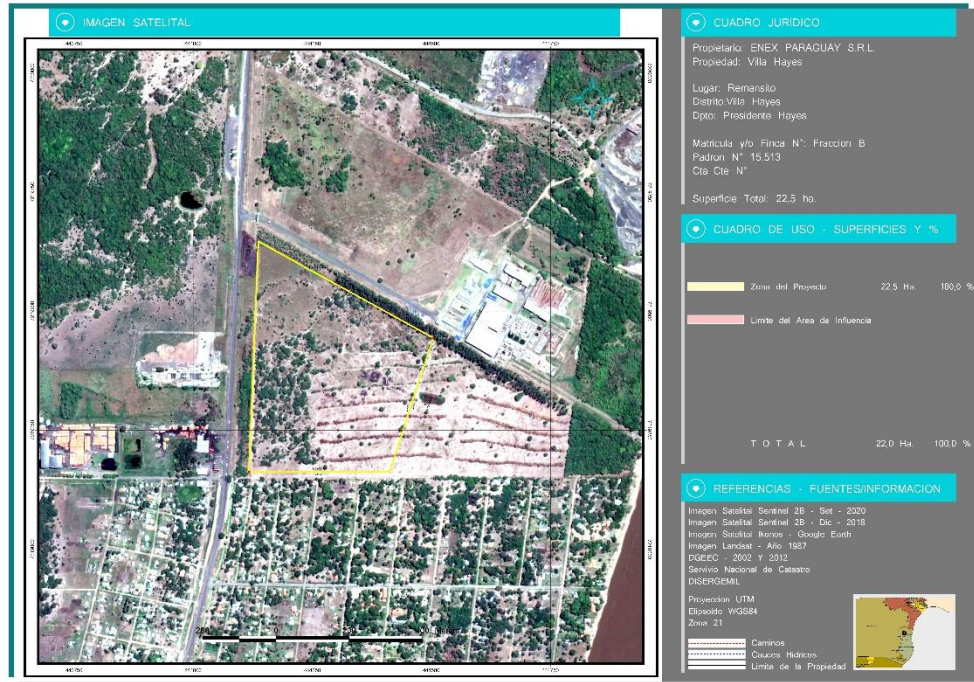 IMAGEN SATELITAL
CUADRO JURIDICO
Propietario: ENEX PARAGUAY S.R.L.
Propiedad: Villa Hayes
Lugar: Remansito
Distrito:Villa Hayes
Dpto: Presidente Hayes
Matricula y/o Finca N°: Fraccion B
Padron N° 15.513
Cta Cte N°
Superficie Total: 22,5 ha.
CUADRO DE USO - SUPERFICIES Y %
Zona del Proyecto 22.5 Ha. 100,0 %
Limite del Area de Influencia
T O T A L 22,0 Ha. 100,0 %
REFERENCIAS - FUENTES/INFORMACION
Imagen Satelital Sentinel 2B - Set - 2020
Imagen Satelital Sentinel 2B - Dic - 2018
Imagen Satelital Ikonos - Google Earth
Imagen Landsat - Año 1987
DGEEC - 2002 Y 2012
Servivio Nacional de Catastro
DISERGEMIL
Proyeccion UTM
Elipsoide WGS84
Zona 21
Caminos
Cauces Hidricos
Limite de la Propiedad